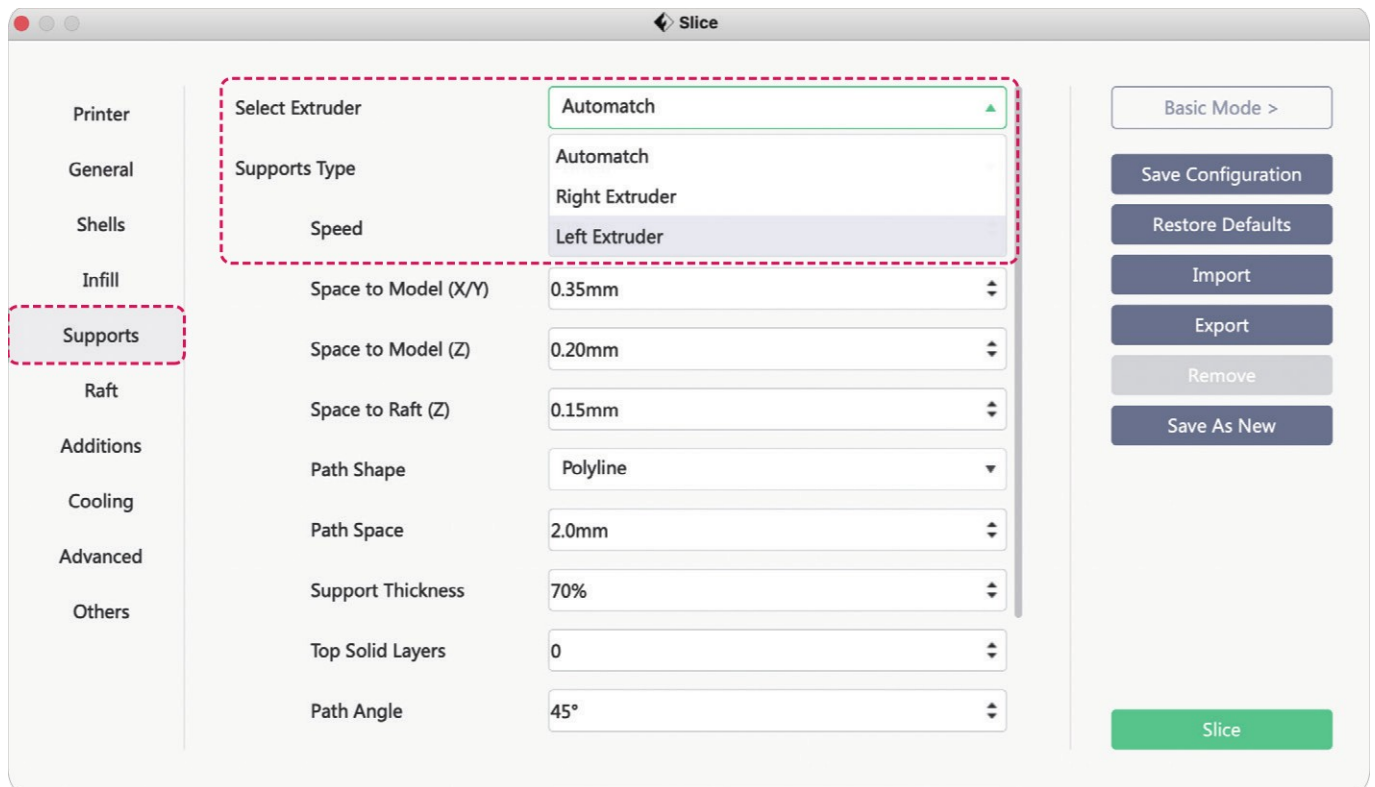 Slice
Printer
General
Shells
Infill
Supports
Raft
Additions
Cooling
Advanced
Others
Select Extruder
Automatch
Automatch
Right Extruder
Left Extruder
Supports Type
Speed
Space to Model (X/Y)
0.35mm
Space to Model (Z)
0.20mm
Space to Raft (Z)
0.15mm
Path Shape
Polyline
Path Space
2.0mm
Support Thickness
70%
Top Solid Layers
0
Path Angle
45°
Basic Mode >
Save Configuration
Restore Defaults
Import
Export
Remove
Save As New
Slice